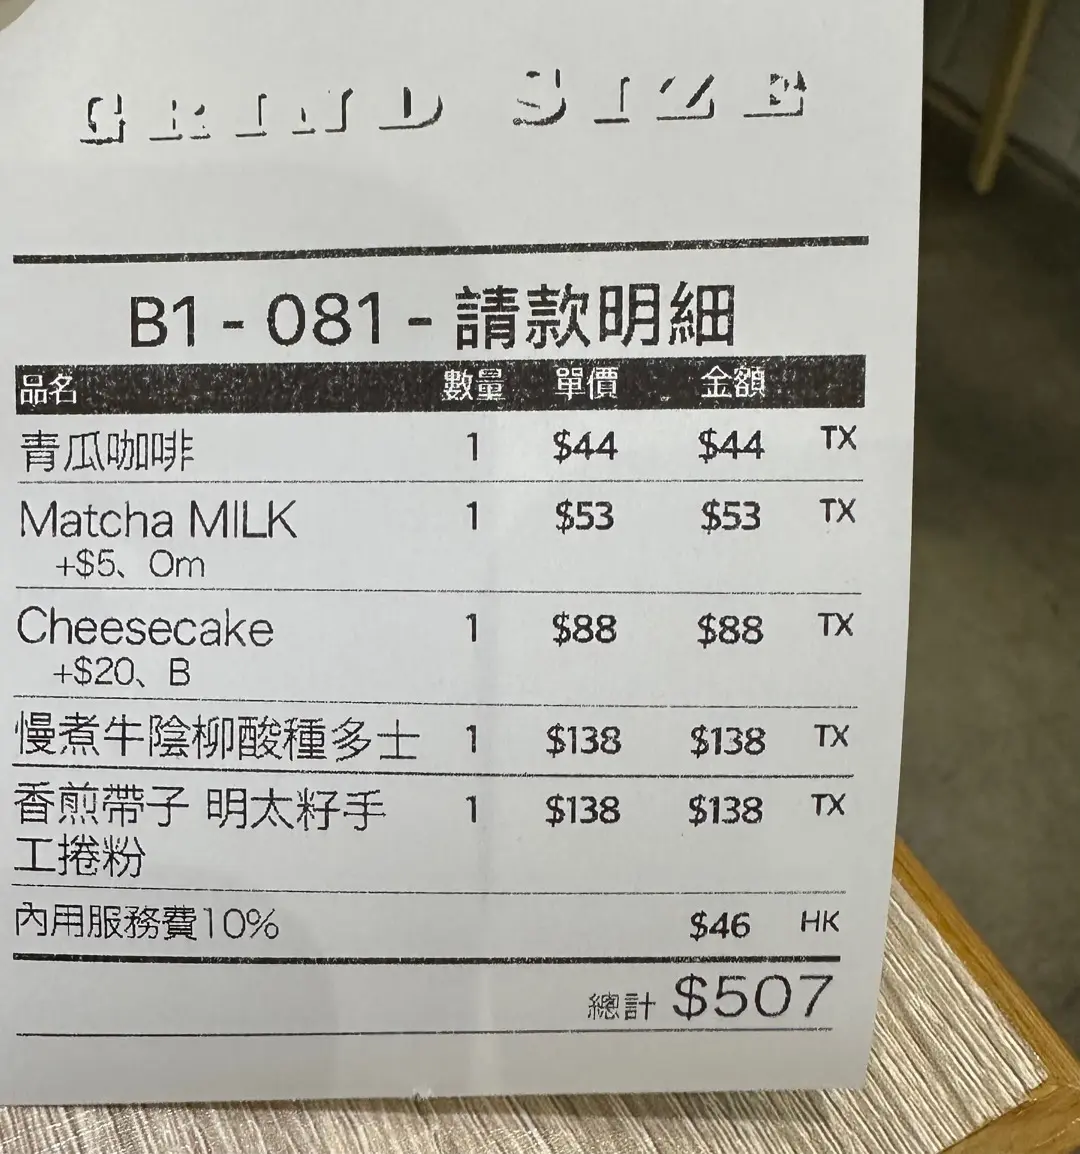 GRIND SIZE
B1 - 081 - 請款明細
品名 數量 單價 金額
青瓜咖啡 1 $44 $44 TX
Matcha MILK 1 $53 $53 TX
+$5、Om
Cheesecake 1 $88 $88 TX
+$20、B
慢煮牛陰柳酸種多士 1 $138 $138 TX
香煎帶子 明太籽手 1 $138 $138 TX
工捲粉
內用服務費10% $46 HK
總計 $507